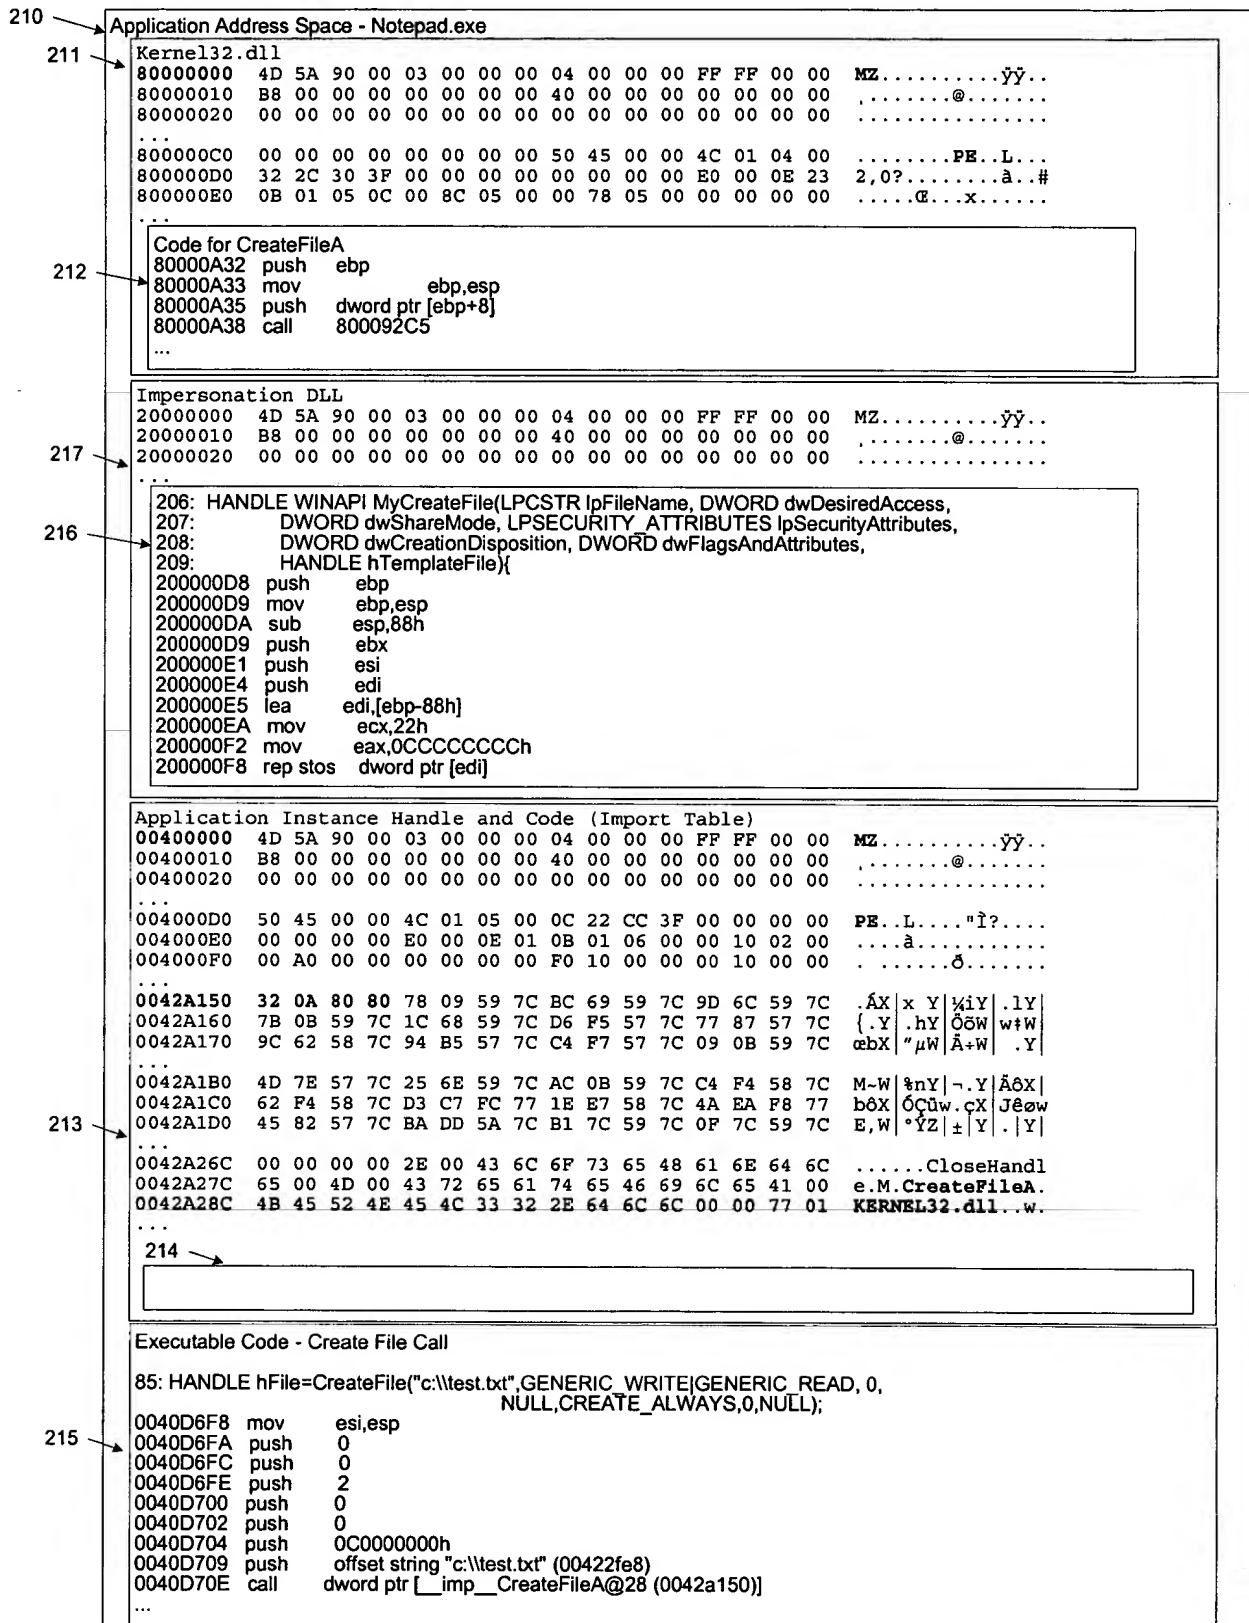 210
Application Address Space - Notepad.exe
211
Kernel32.dll
80000000 4D 5A 90 00 03 00 00 00 04 00 00 00 FF FF 00 00 MZ..........ÿÿ..
80000010 B8 00 00 00 00 00 00 00 40 00 00 00 00 00 00 00 ¸.......@.......
80000020 00 00 00 00 00 00 00 00 00 00 00 00 00 00 00 00 ................
...
800000C0 00 00 00 00 00 00 00 00 50 45 00 00 4C 01 04 00 ........PE..L...
800000D0 32 2C 30 3F 00 00 00 00 00 00 00 00 E0 00 0E 23 2,0?........à..#
800000E0 0B 01 05 0C 00 8C 05 00 00 78 05 00 00 00 00 00 .....Œ...x......
...
Code for CreateFileA
212
80000A32 push ebp
80000A33 mov ebp,esp
80000A35 push dword ptr [ebp+8]
80000A38 call 800092C5
...
Impersonation DLL
20000000 4D 5A 90 00 03 00 00 00 04 00 00 00 FF FF 00 00 MZ..........ÿÿ..
20000010 B8 00 00 00 00 00 00 00 40 00 00 00 00 00 00 00 ¸.......@.......
217
20000020 00 00 00 00 00 00 00 00 00 00 00 00 00 00 00 00 ................
...
206: HANDLE WINAPI MyCreateFile(LPCSTR lpFileName, DWORD dwDesiredAccess,
207: DWORD dwShareMode, LPSECURITY_ATTRIBUTES lpSecurityAttributes,
216
208: DWORD dwCreationDisposition, DWORD dwFlagsAndAttributes,
209: HANDLE hTemplateFile){
200000D8 push ebp
200000D9 mov ebp,esp
200000DA sub esp,88h
200000D9 push ebx
200000E1 push esi
200000E4 push edi
200000E5 lea edi,[ebp-88h]
200000EA mov ecx,22h
200000F2 mov eax,0CCCCCCCCh
200000F8 rep stos dword ptr [edi]
Application Instance Handle and Code (Import Table)
00400000 4D 5A 90 00 03 00 00 00 04 00 00 00 FF FF 00 00 MZ..........ÿÿ..
00400010 B8 00 00 00 00 00 00 00 40 00 00 00 00 00 00 00 ¸.......@.......
00400020 00 00 00 00 00 00 00 00 00 00 00 00 00 00 00 00 ................
...
004000D0 50 45 00 00 4C 01 05 00 0C 22 CC 3F 00 00 00 00 PE..L...."Ì?....
004000E0 00 00 00 00 E0 00 0E 01 0B 01 06 00 00 10 02 00 ....à...........
004000F0 00 A0 00 00 00 00 00 00 F0 10 00 00 00 10 00 00 . ......ð.......
...
0042A150 32 0A 80 80 78 09 59 7C BC 69 59 7C 9D 6C 59 7C .ÁX|x Y|¼iY|.lY|
0042A160 7B 0B 59 7C 1C 68 59 7C D6 F5 57 7C 77 87 57 7C {.Y|.hY|ÖõW|w‡W|
0042A170 9C 62 58 7C 94 B5 57 7C C4 F7 57 7C 09 0B 59 7C œbX|"µW|Ä÷W| .Y|
...
0042A1B0 4D 7E 57 7C 25 6E 59 7C AC 0B 59 7C C4 F4 58 7C M~W|%nY|¬.Y|ÄôX|
0042A1C0 62 F4 58 7C D3 C7 FC 77 1E E7 58 7C 4A EA F8 77 bôX|ÓÇûw.çX|Jêøw
213
0042A1D0 45 82 57 7C BA DD 5A 7C B1 7C 59 7C 0F 7C 59 7C E,W|°ÝZ|±|Y|.|Y|
...
0042A26C 00 00 00 00 2E 00 43 6C 6F 73 65 48 61 6E 64 6C ......CloseHandl
0042A27C 65 00 4D 00 43 72 65 61 74 65 46 69 6C 65 41 00 e.M.CreateFileA.
0042A28C 4B 45 52 4E 45 4C 33 32 2E 64 6C 6C 00 00 77 01 KERNEL32.dll..w.
...
214
Executable Code - Create File Call
85: HANDLE hFile=CreateFile("c:\\test.txt",GENERIC_WRITE|GENERIC_READ, 0,
NULL,CREATE_ALWAYS,0,NULL);
0040D6F8 mov esi,esp
215
0040D6FA push 0
0040D6FC push 0
0040D6FE push 2
0040D700 push 0
0040D702 push 0
0040D704 push 0C0000000h
0040D709 push offset string "c:\\test.txt" (00422fe8)
0040D70E call dword ptr [__imp__CreateFileA@28 (0042a150)]
...